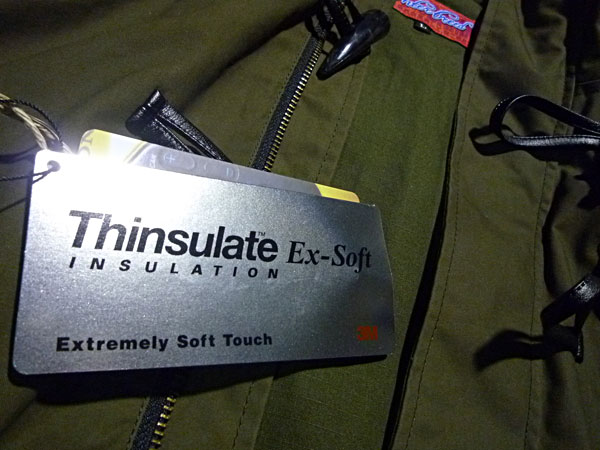 Thinsulate™ Ex-Soft
INSULATION
Extremely Soft Touch
3M